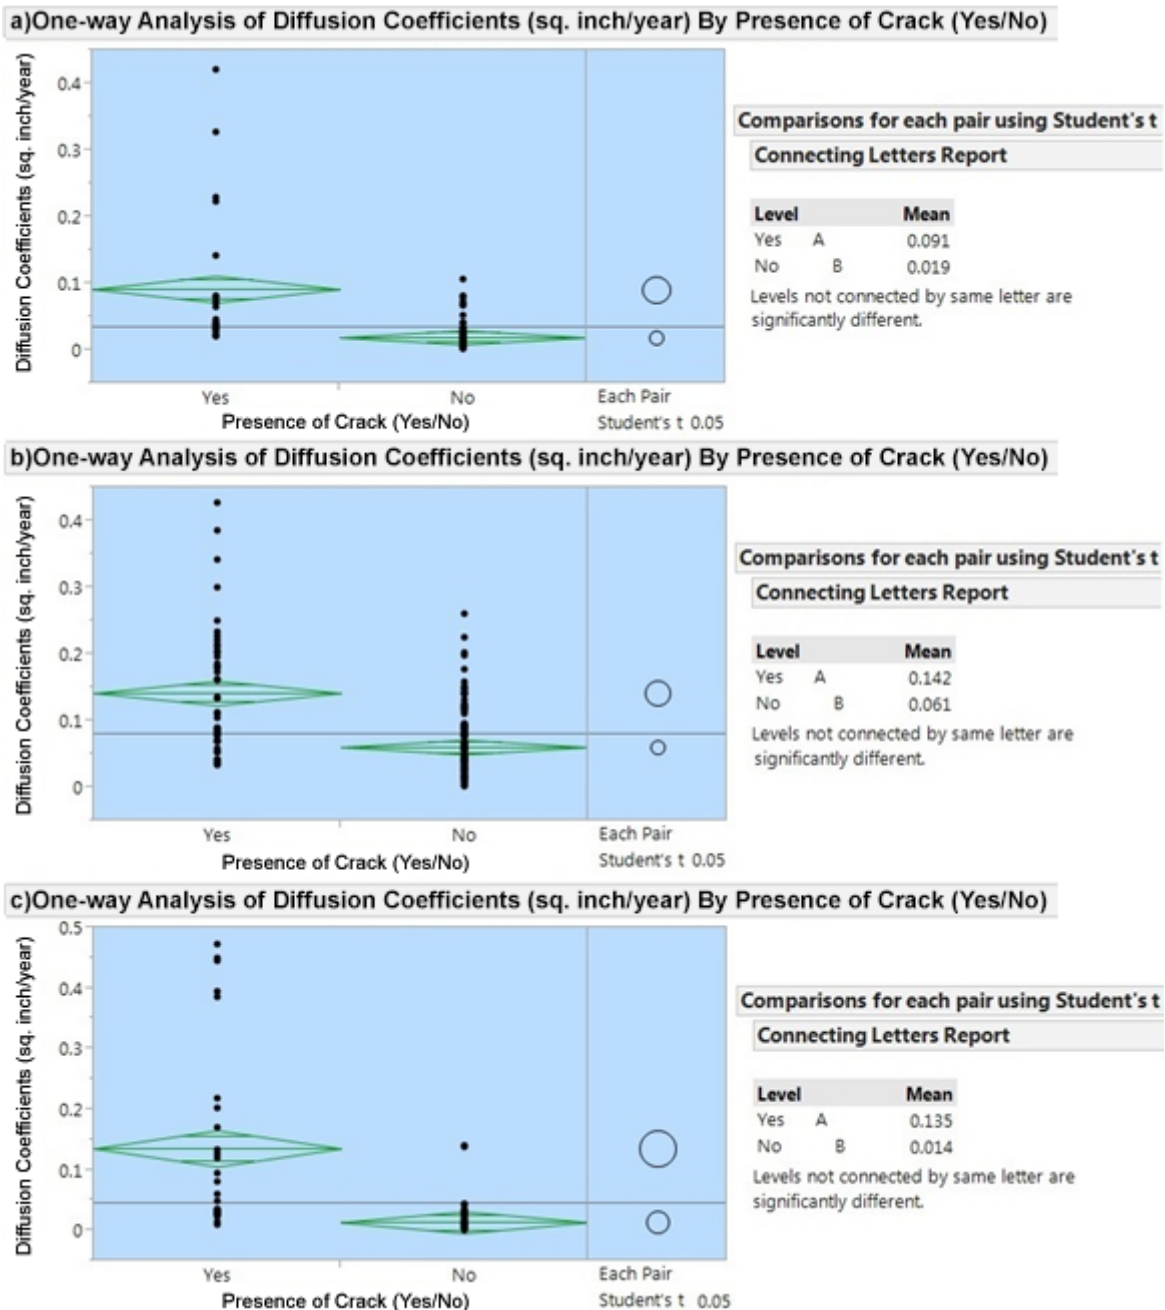 a)One-way Analysis of Diffusion Coefficients (sq. inch/year) By Presence of Crack (Yes/No)
Diffusion Coefficients (sq. inch/year)
0.4
0.3
0.2
0.1
0
Yes
No
Each Pair
Student's t 0.05
Presence of Crack (Yes/No)
Comparisons for each pair using Student's t
Connecting Letters Report
Level Mean
Yes A 0.091
No B 0.019
Levels not connected by same letter are
significantly different.
b)One-way Analysis of Diffusion Coefficients (sq. inch/year) By Presence of Crack (Yes/No)
Diffusion Coefficients (sq. inch/year)
0.4
0.3
0.2
0.1
0
Yes
No
Each Pair
Student's t 0.05
Presence of Crack (Yes/No)
Comparisons for each pair using Student's t
Connecting Letters Report
Level Mean
Yes A 0.142
No B 0.061
Levels not connected by same letter are
significantly different.
c)One-way Analysis of Diffusion Coefficients (sq. inch/year) By Presence of Crack (Yes/No)
Diffusion Coefficients (sq. inch/year)
0.5
0.4
0.3
0.2
0.1
0
Yes
No
Each Pair
Student's t 0.05
Presence of Crack (Yes/No)
Comparisons for each pair using Student's t
Connecting Letters Report
Level Mean
Yes A 0.135
No B 0.014
Levels not connected by same letter are
significantly different.